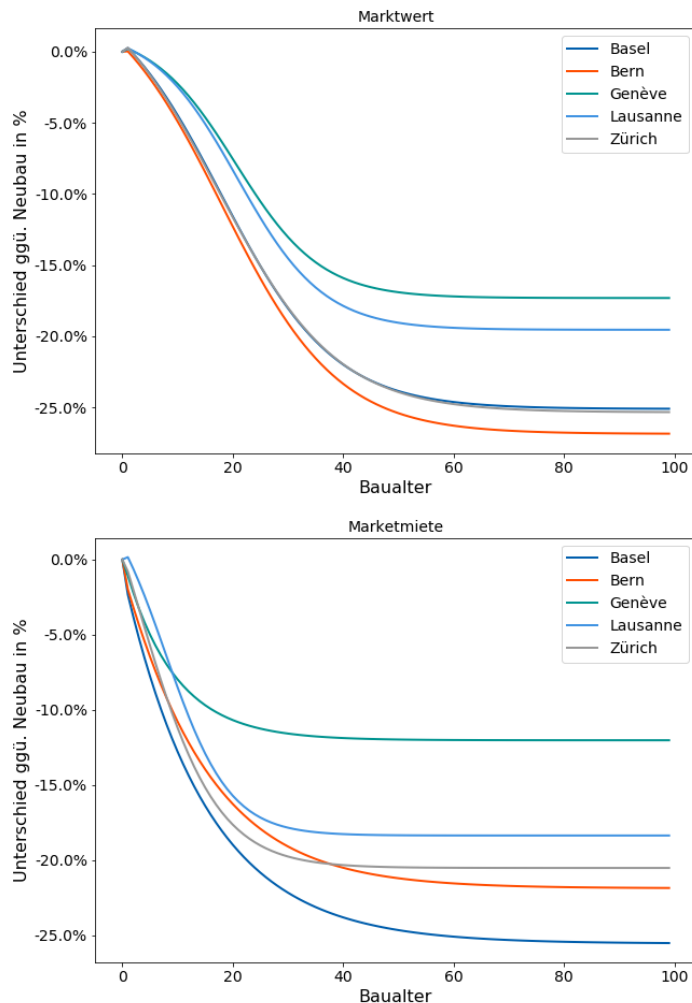 Marktwert
Unterschied ggü. Neubau in %
0.0%
-5.0%
-10.0%
-15.0%
-20.0%
-25.0%
Basel
Bern
Genève
Lausanne
Zürich
0 20 40 60 80 100
Baualter
Marketmiete
Unterschied ggü. Neubau in %
0.0%
-5.0%
-10.0%
-15.0%
-20.0%
-25.0%
Basel
Bern
Genève
Lausanne
Zürich
0 20 40 60 80 100
Baualter